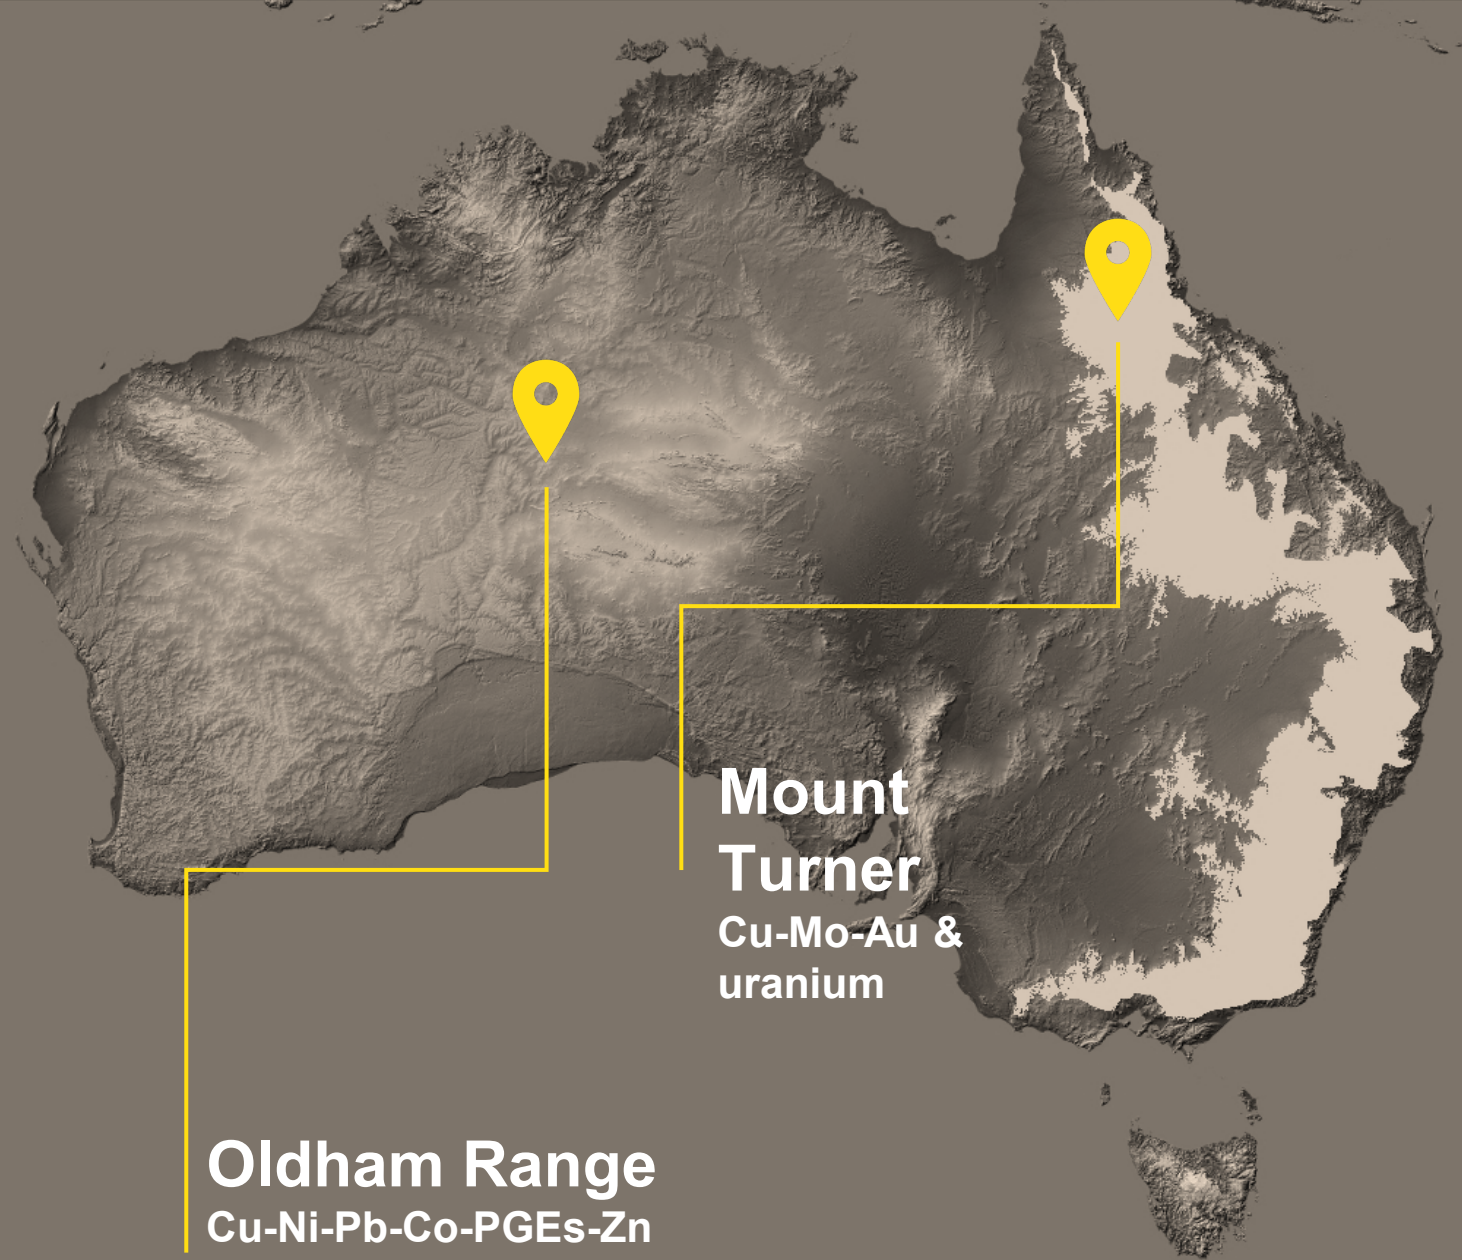 Mount
Turner
Cu-Mo-Au &
uranium
Oldham Range
Cu-Ni-Pb-Co-PGEs-Zn